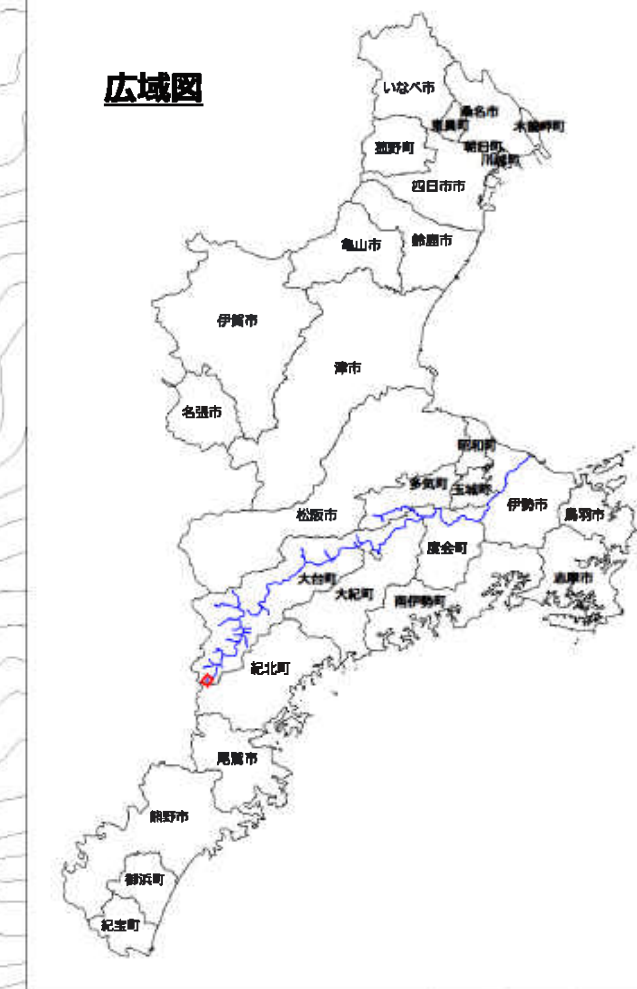 広域図
いなべ市
桑名市
東員町
木曽岬町
菰野町
朝日町
川越町
四日市市
亀山市
鈴鹿市
伊賀市
津市
名張市
多気町
玉城町
松阪市
伊勢市
鳥羽市
度会町
大台町
大紀町
南伊勢町
志摩市
紀北町
尾鷲市
熊野市
御浜町
紀宝町